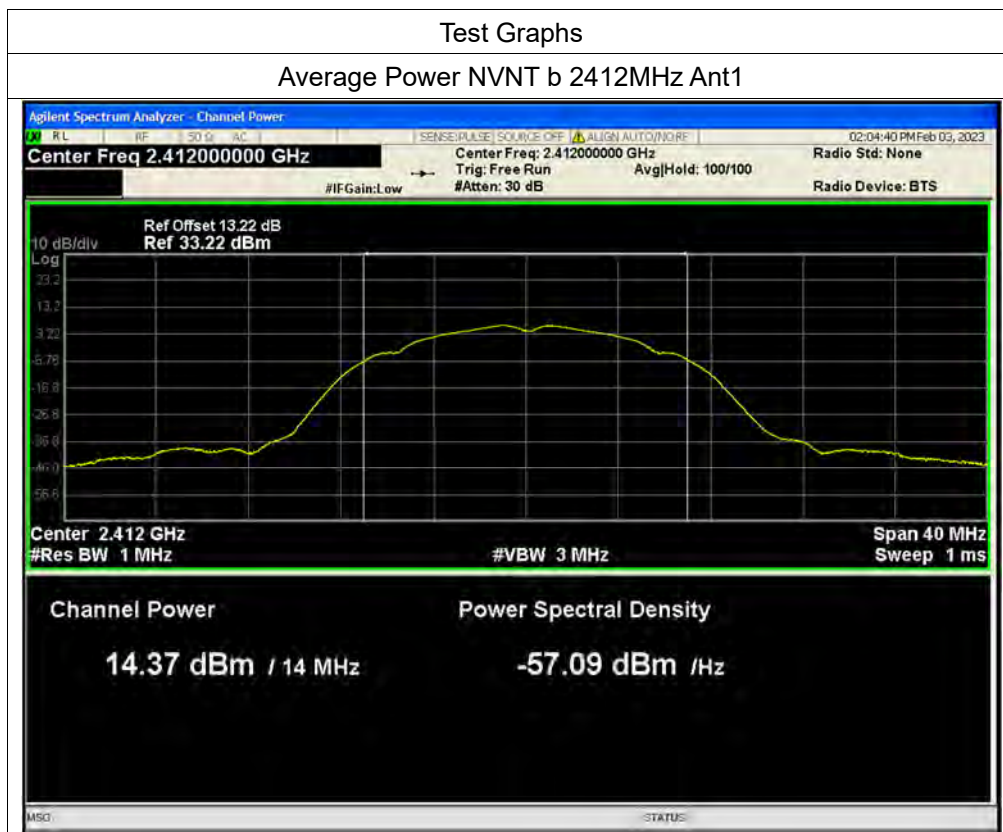 Test Graphs
Average Power NVNT b 2412MHz Ant1
Agilent Spectrum Analyzer - Channel Power
RL RF 50 Ω AC SENSE:PULSE SOURCE OFF ALIGN AUTO/NO RF 02:04:40 PM Feb 03, 2023
Center Freq 2.412000000 GHz Center Freq: 2.412000000 GHz Radio Std: None
Trig: Free Run Avg|Hold: 100/100
#IFGain:Low #Atten: 30 dB Radio Device: BTS
Ref Offset 13.22 dB
10 dB/div Ref 33.22 dBm
Log
23.2
13.2
3.22
-6.78
-16.8
-26.8
-36.8
-46.8
-56.8
Center 2.412 GHz Span 40 MHz
#Res BW 1 MHz #VBW 3 MHz Sweep 1 ms
Channel Power Power Spectral Density
14.37 dBm / 14 MHz -57.09 dBm /Hz
MSG STATUS